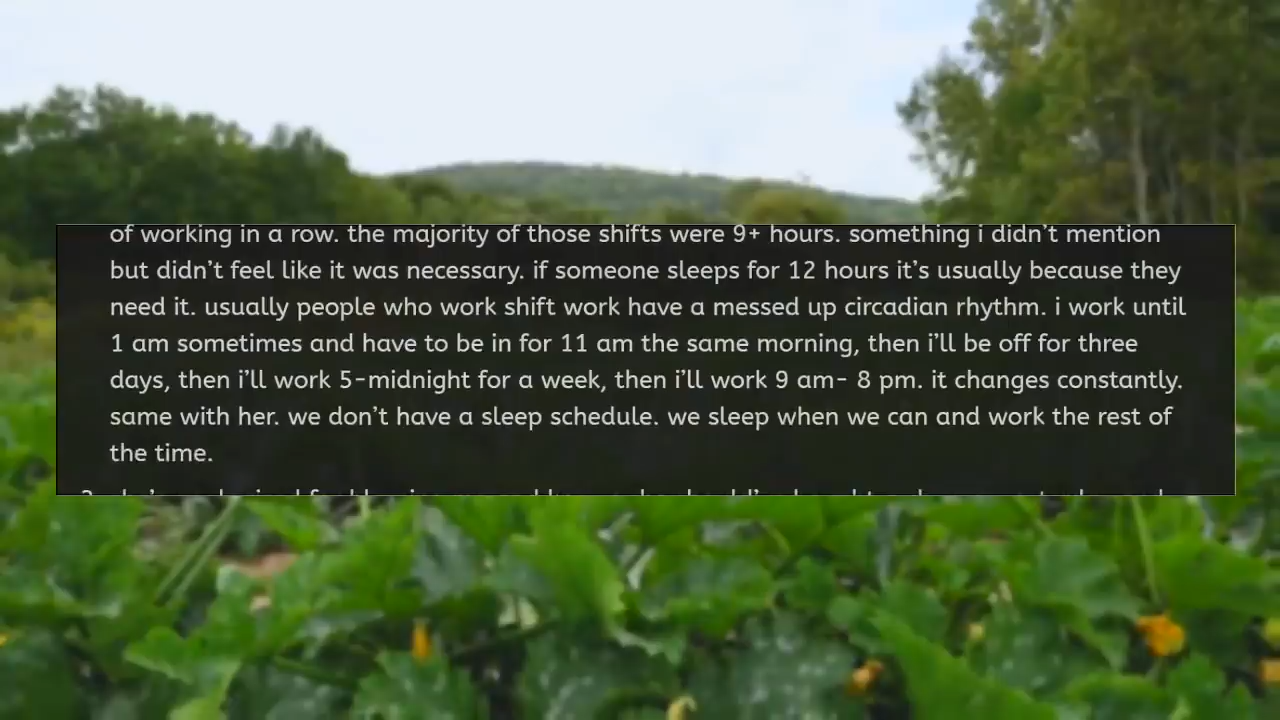 of working in a row. the majority of those shifts were 9+ hours. something i didn't mention
but didn't feel like it was necessary. if someone sleeps for 12 hours it's usually because they
need it. usually people who work shift work have a messed up circadian rhythm. i work until
1 am sometimes and have to be in for 11 am the same morning, then i'll be off for three
days, then i'll work 5-midnight for a week, then i'll work 9 am- 8 pm. it changes constantly.
same with her. we don't have a sleep schedule. we sleep when we can and work the rest of
the time.